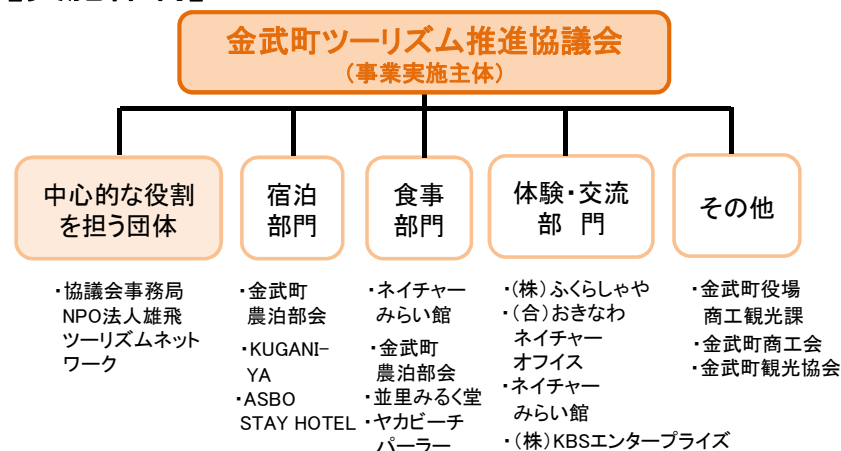 金武町ツーリズム推進協議会
（事業実施主体）
中心的な役割
を担う団体
・協議会事務局
NPO法人雄飛
ツーリズムネット
ワーク
宿泊
部門
・金武町
農泊部会
・KUGANI-
YA
・ASBO
STAY HOTEL
食事
部門
・ネイチャー
みらい館
・金武町
農泊部会
・並里みるく堂
・ヤカビーチ
パーラー
体験・交流
部　門
・（株）ふくらしゃや
・（合）おきなわ
ネイチャー
オフィス
・ネイチャー
みらい館
・（株）KBSエンタープライズ
その他
・金武町役場
商工観光課
・金武町商工会
・金武町観光協会